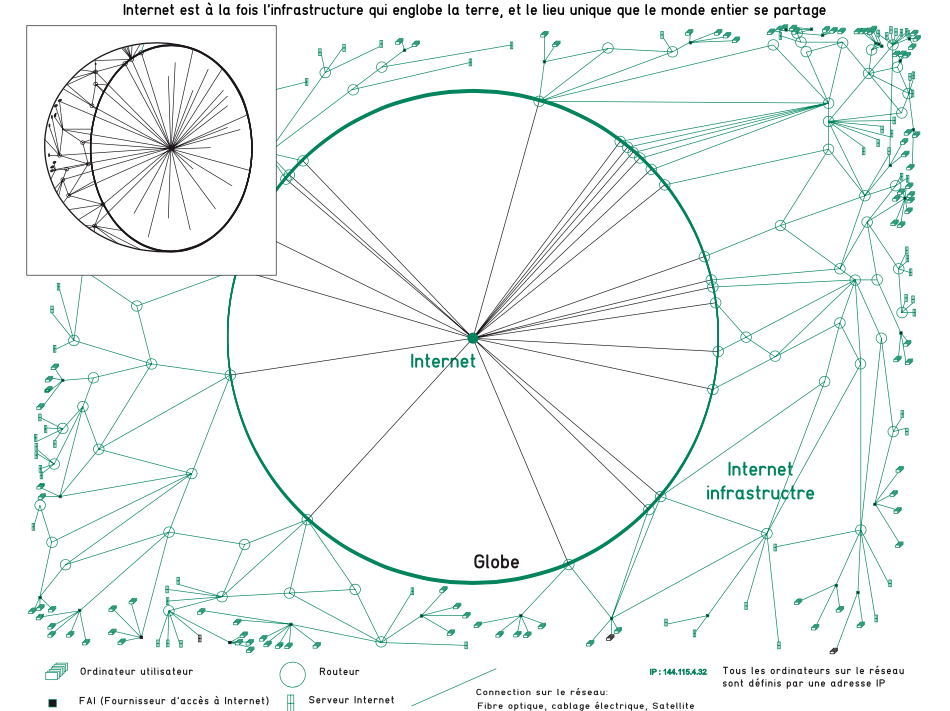 Internet est à la fois l'infrastructure qui englobe la terre, et le lieu unique que le monde entier se partage
Internet
Internet
infrastructre
Globe
Ordinateur utilisateur
Routeur
IP : 144.115.4.32
Tous les ordinateurs sur le réseau
sont définis par une adresse IP
FAI (Fournisseur d'accès à Internet)
Serveur Internet
Connection sur le réseau:
Fibre optique, cablage électrique, Satellite